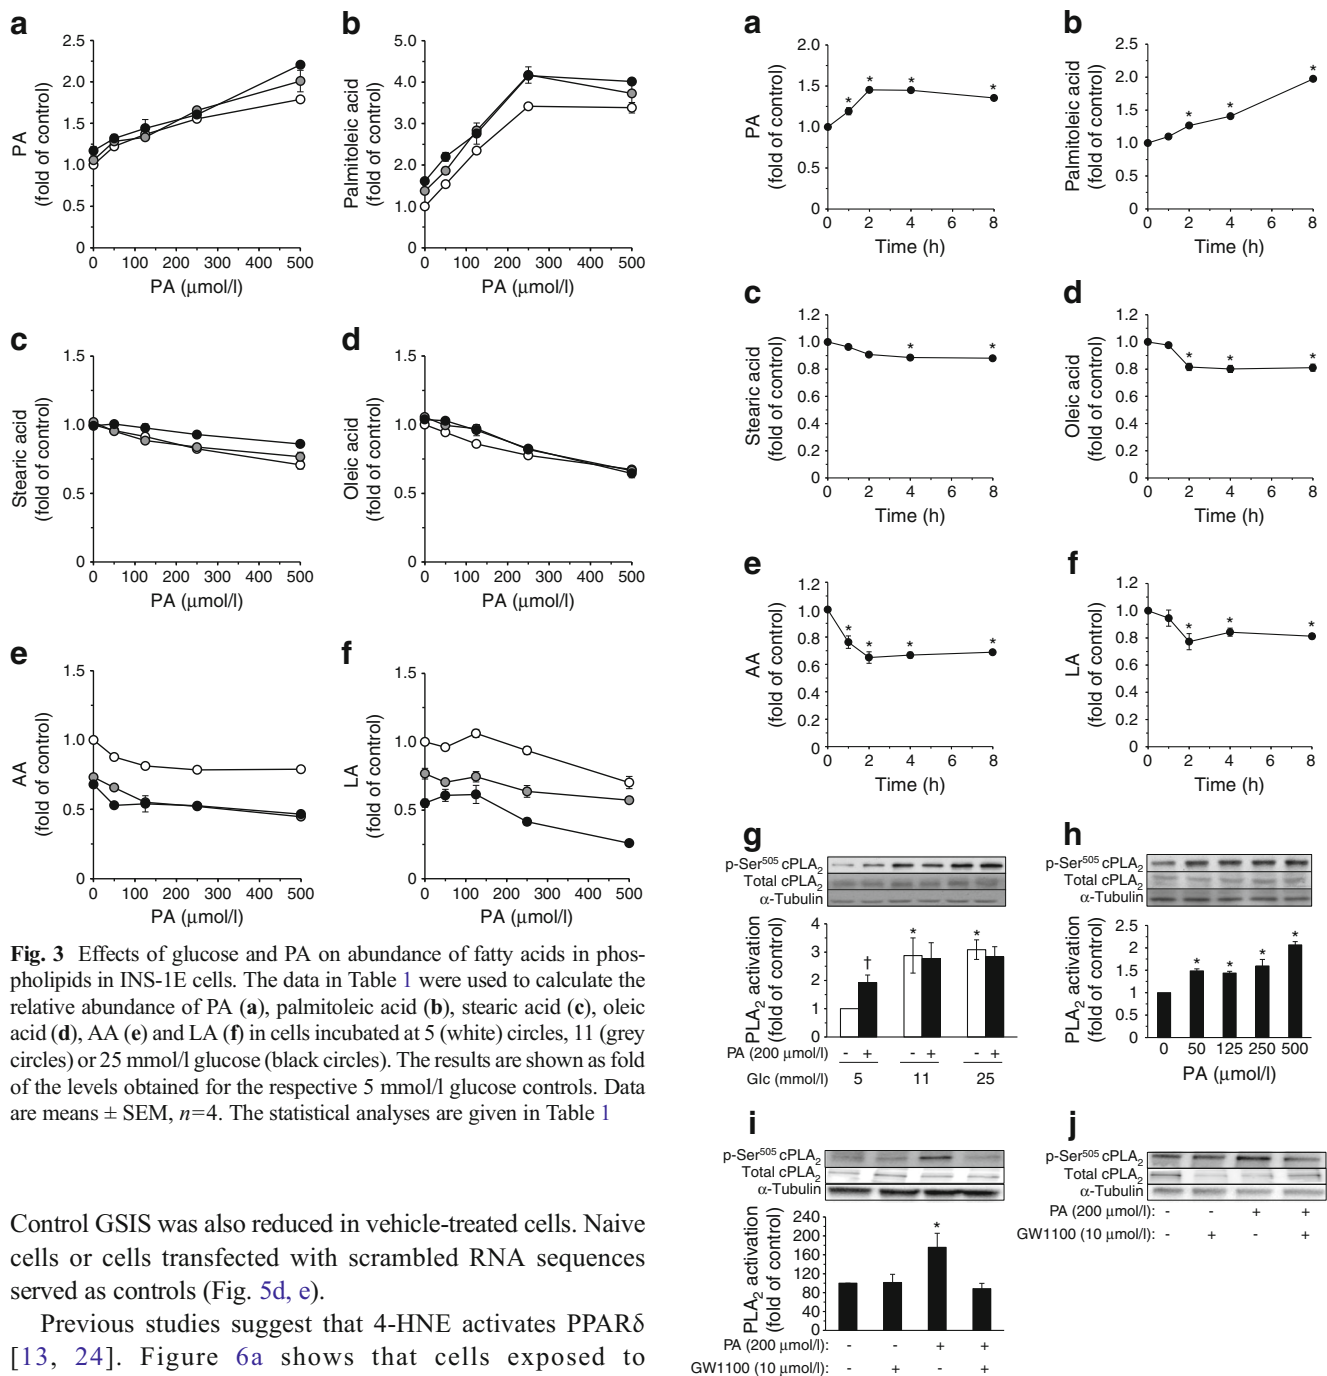 a
2.5
2.0
1.5
1.0
0.5
0
PA
(fold of control)
0 100 200 300 400 500
PA (μmol/l)
b
5.0
4.0
3.0
2.0
1.0
0
Palmitoleic acid
(fold of control)
0 100 200 300 400 500
PA (μmol/l)
c
1.5
1.0
0.5
0
Stearic acid
(fold of control)
0 100 200 300 400 500
PA (μmol/l)
d
1.5
1.0
0.5
0
Oleic acid
(fold of control)
0 100 200 300 400 500
PA (μmol/l)
e
1.5
1.0
0.5
0
AA
(fold of control)
0 100 200 300 400 500
PA (μmol/l)
f
1.5
1.0
0.5
0
LA
(fold of control)
0 100 200 300 400 500
PA (μmol/l)
Fig. 3 Effects of glucose and PA on abundance of fatty acids in phos-
pholipids in INS-1E cells. The data in Table 1 were used to calculate the
relative abundance of PA (a), palmitoleic acid (b), stearic acid (c), oleic
acid (d), AA (e) and LA (f) in cells incubated at 5 (white) circles, 11 (grey
circles) or 25 mmol/l glucose (black circles). The results are shown as fold
of the levels obtained for the respective 5 mmol/l glucose controls. Data
are means ± SEM, n=4. The statistical analyses are given in Table 1
Control GSIS was also reduced in vehicle-treated cells. Naive
cells or cells transfected with scrambled RNA sequences
served as controls (Fig. 5d, e).
Previous studies suggest that 4-HNE activates PPARδ
[13, 24]. Figure 6a shows that cells exposed to
a
2.0
1.5
1.0
0.5
0
PA
(fold of control)
* * * *
0 2 4 6 8
Time (h)
b
2.5
2.0
1.5
1.0
0.5
0
Palmitoleic acid
(fold of control)
* * *
0 2 4 6 8
Time (h)
c
1.2
1.0
0.8
0.6
0.4
0.2
0
Stearic acid
(fold of control)
* *
0 2 4 6 8
Time (h)
d
1.2
1.0
0.8
0.6
0.4
0.2
0
Oleic acid
(fold of control)
* * *
0 2 4 6 8
Time (h)
e
1.2
1.0
0.8
0.6
0.4
0.2
0
AA
(fold of control)
* * * *
0 2 4 6 8
Time (h)
f
1.2
1.0
0.8
0.6
0.4
0.2
0
LA
(fold of control)
* * *
0 2 4 6 8
Time (h)
g
p-Ser⁵⁰⁵ cPLA₂
Total cPLA₂
α-Tubulin
4
3
2
1
0
PLA₂ activation
(fold of control)
† * *
PA (200 μmol/l) - + - + - +
Glc (mmol/l) 5 11 25
h
p-Ser⁵⁰⁵ cPLA₂
Total cPLA₂
α-Tubulin
2.5
2.0
1.5
1.0
0.5
0
PLA₂ activation
(fold of control)
* * * *
0 50 125 250 500
PA (μmol/l)
i
p-Ser⁵⁰⁵ cPLA₂
Total cPLA₂
α-Tubulin
240
200
160
120
80
40
0
PLA₂ activation
(fold of control)
*
PA (200 μmol/l): - - + +
GW1100 (10 μmol/l): - + - +
j
p-Ser⁵⁰⁵ cPLA₂
Total cPLA₂
α-Tubulin
PA (200 μmol/l): - - + +
GW1100 (10 μmol/l): - + - +